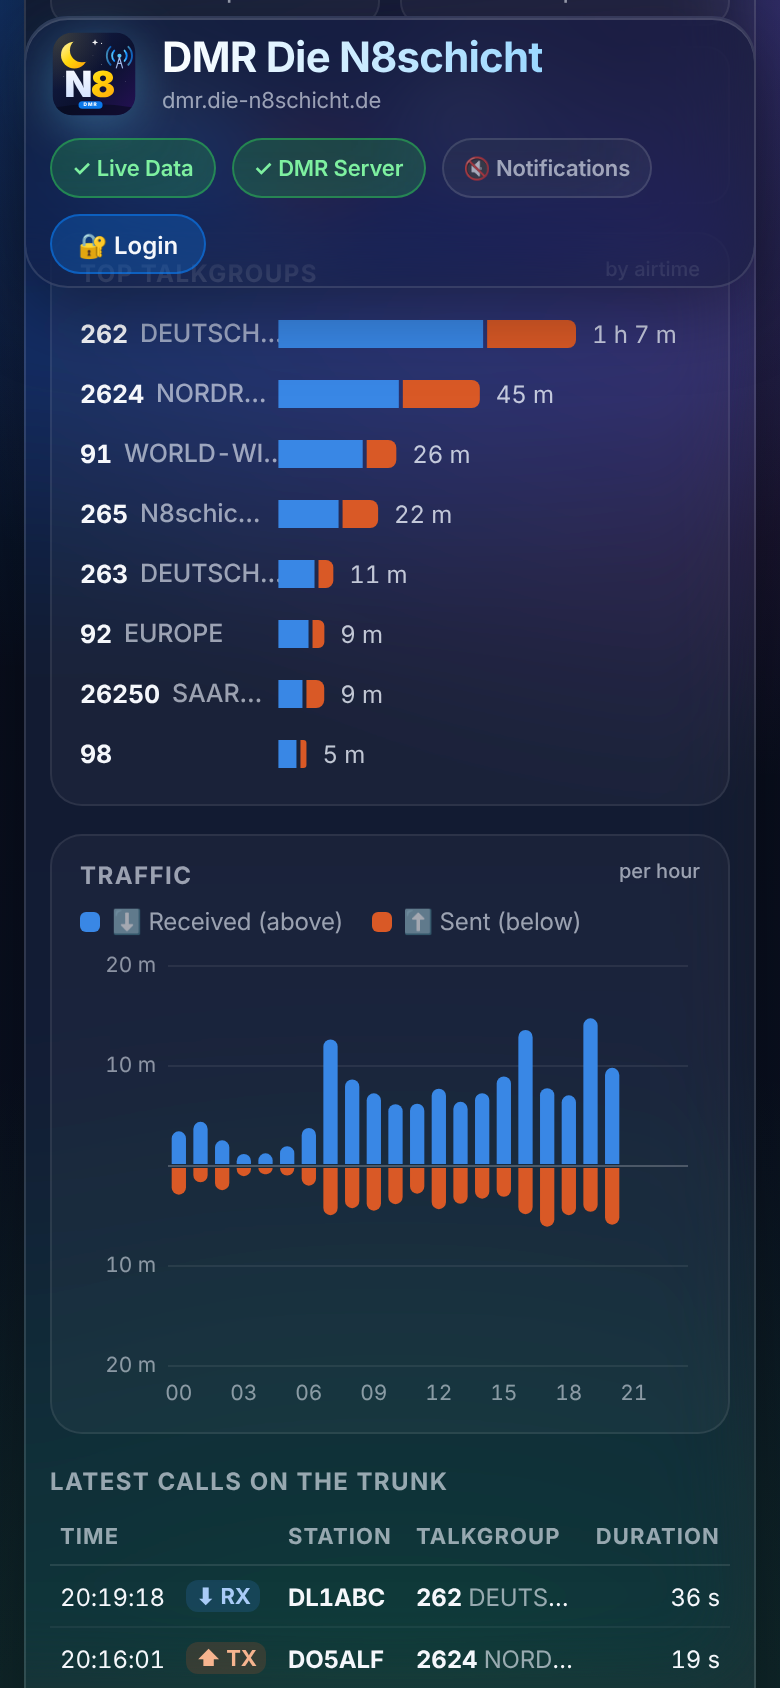 N8
DMR
DMR Die N8schicht
dmr.die-n8schicht.de
✓ Live Data
✓ DMR Server
Notifications
Login
TOP TALKGROUPS
by airtime
262 DEUTSCH... 1 h 7 m
2624 NORDR... 45 m
91 WORLD-WI... 26 m
265 N8schic... 22 m
263 DEUTSCH... 11 m
92 EUROPE 9 m
26250 SAAR... 9 m
98 5 m
TRAFFIC
per hour
⬇ Received (above) ⬆ Sent (below)
20 m
10 m
10 m
20 m
00 03 06 09 12 15 18 21
LATEST CALLS ON THE TRUNK
TIME STATION TALKGROUP DURATION
20:19:18 ⬇ RX DL1ABC 262 DEUTS... 36 s
20:16:01 ⬆ TX DO5ALF 2624 NORD... 19 s